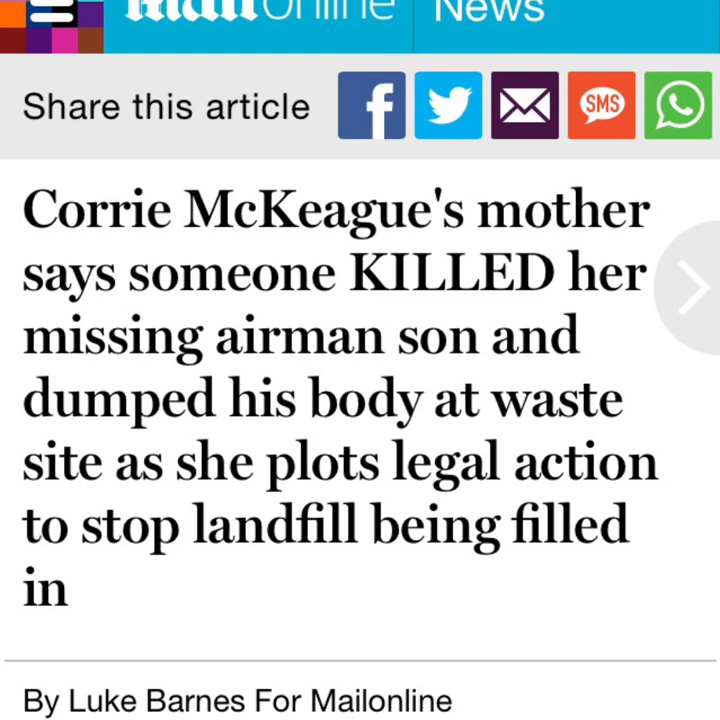 mailOnline News
Share this article
SMS
Corrie McKeague's mother
says someone KILLED her
missing airman son and
dumped his body at waste
site as she plots legal action
to stop landfill being filled
in
By Luke Barnes For Mailonline